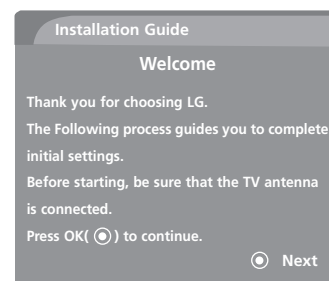 Installation Guide
Welcome
Thank you for choosing LG.
The Following process guides you to complete
initial settings.
Before starting, be sure that the TV antenna
is connected.
Press OK( ◉ ) to continue.
◉ Next